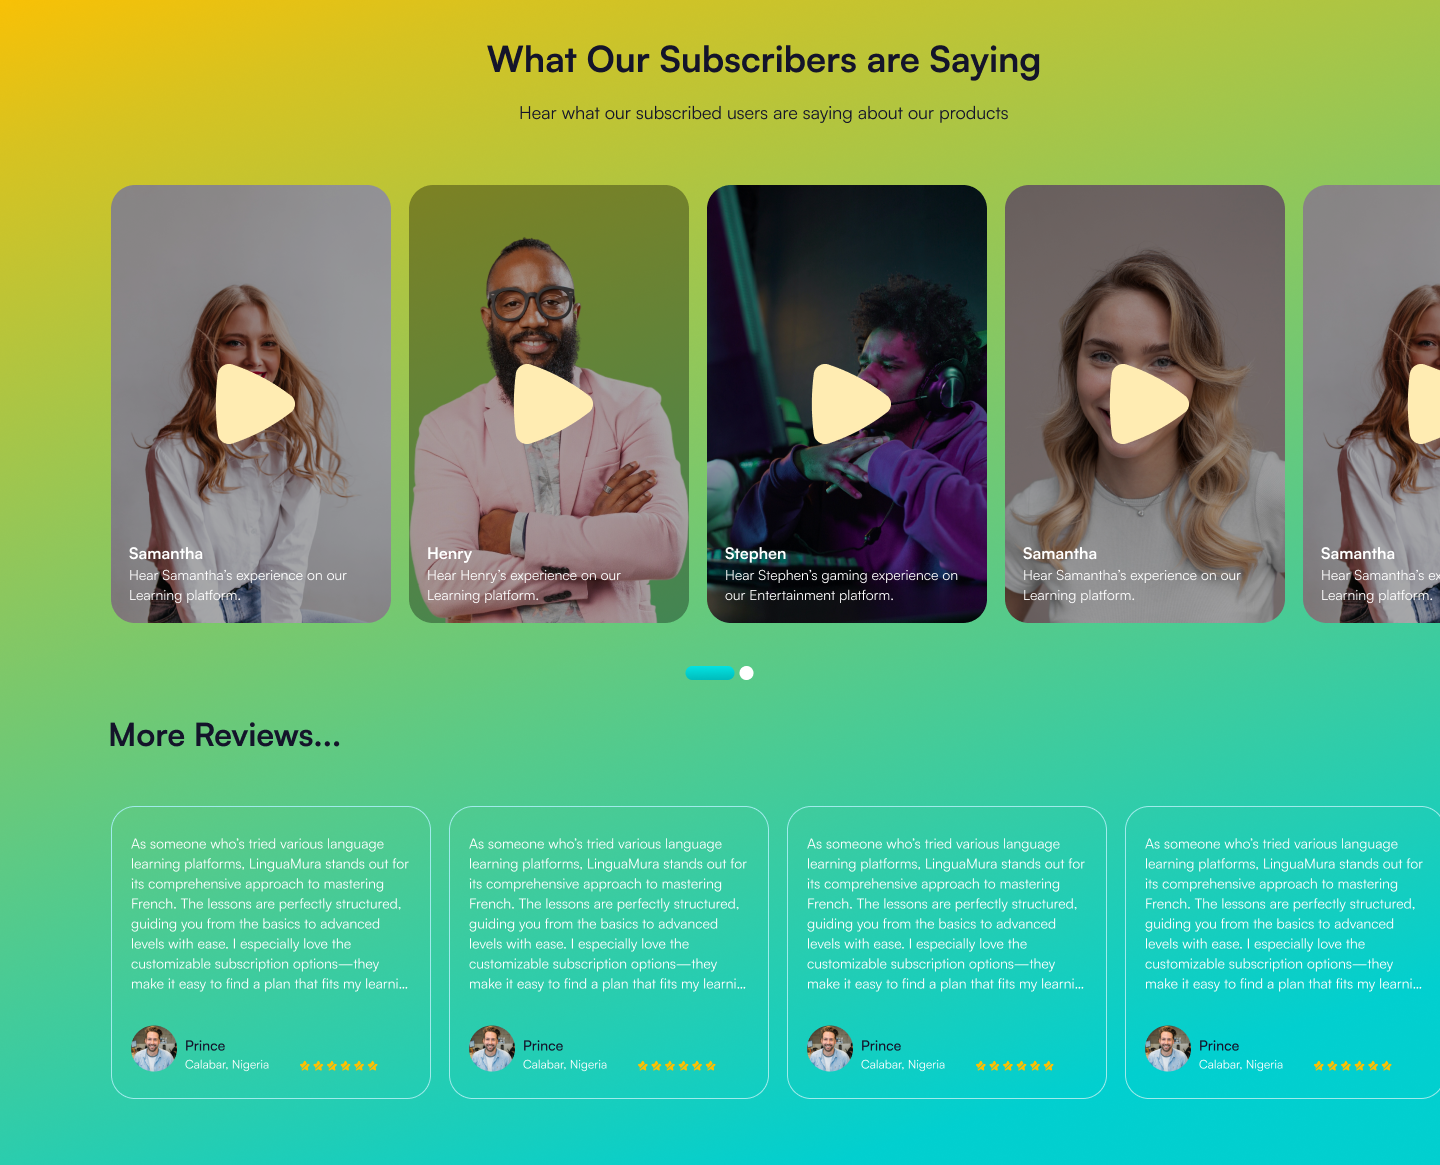 What Our Subscribers are Saying
Hear what our subscribed users are saying about our products
Samantha
Hear Samantha's experience on our
Learning platform.
Henry
Hear Henry's experience on our
Learning platform.
Stephen
Hear Stephen's gaming experience on
our Entertainment platform.
Samantha
Hear Samantha's experience on our
Learning platform.
Samantha
Hear Samantha's ex
Learning platform.
More Reviews...
As someone who's tried various language
learning platforms, LinguaMura stands out for
its comprehensive approach to mastering
French. The lessons are perfectly structured,
guiding you from the basics to advanced
levels with ease. I especially love the
customizable subscription options—they
make it easy to find a plan that fits my learni...
Prince
Calabar, Nigeria
As someone who's tried various language
learning platforms, LinguaMura stands out for
its comprehensive approach to mastering
French. The lessons are perfectly structured,
guiding you from the basics to advanced
levels with ease. I especially love the
customizable subscription options—they
make it easy to find a plan that fits my learni...
Prince
Calabar, Nigeria
As someone who's tried various language
learning platforms, LinguaMura stands out for
its comprehensive approach to mastering
French. The lessons are perfectly structured,
guiding you from the basics to advanced
levels with ease. I especially love the
customizable subscription options—they
make it easy to find a plan that fits my learni...
Prince
Calabar, Nigeria
As someone who's tried various language
learning platforms, LinguaMura stands out for
its comprehensive approach to mastering
French. The lessons are perfectly structured,
guiding you from the basics to advanced
levels with ease. I especially love the
customizable subscription options—they
make it easy to find a plan that fits my learni...
Prince
Calabar, Nigeria